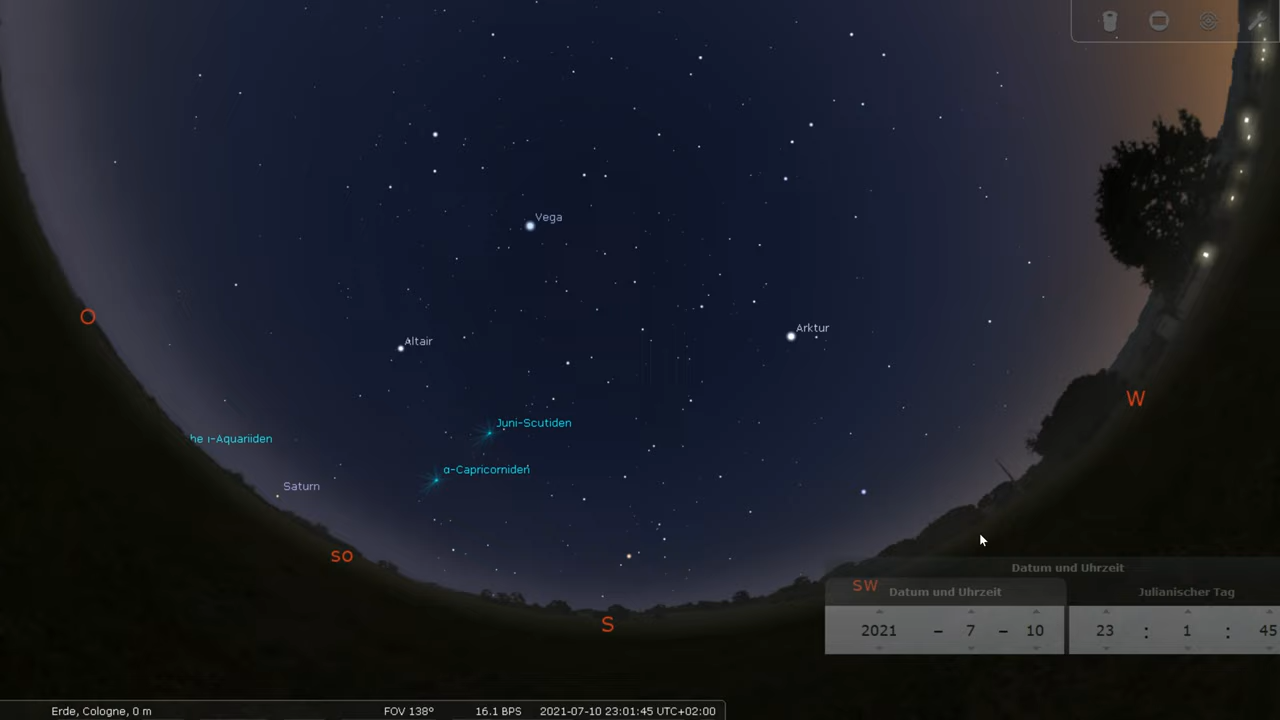 Vega
O
Arktur
Altair
W
Juni-Scutiden
he ι-Aquariiden
α-Capricorniden
Saturn
SO
S
SW
Datum und Uhrzeit
Datum und Uhrzeit
Julianischer Tag
2021 – 7 – 10
23 : 1 : 45
Erde, Cologne, 0 m
FOV 138°
16.1 BPS
2021-07-10 23:01:45 UTC+02:00